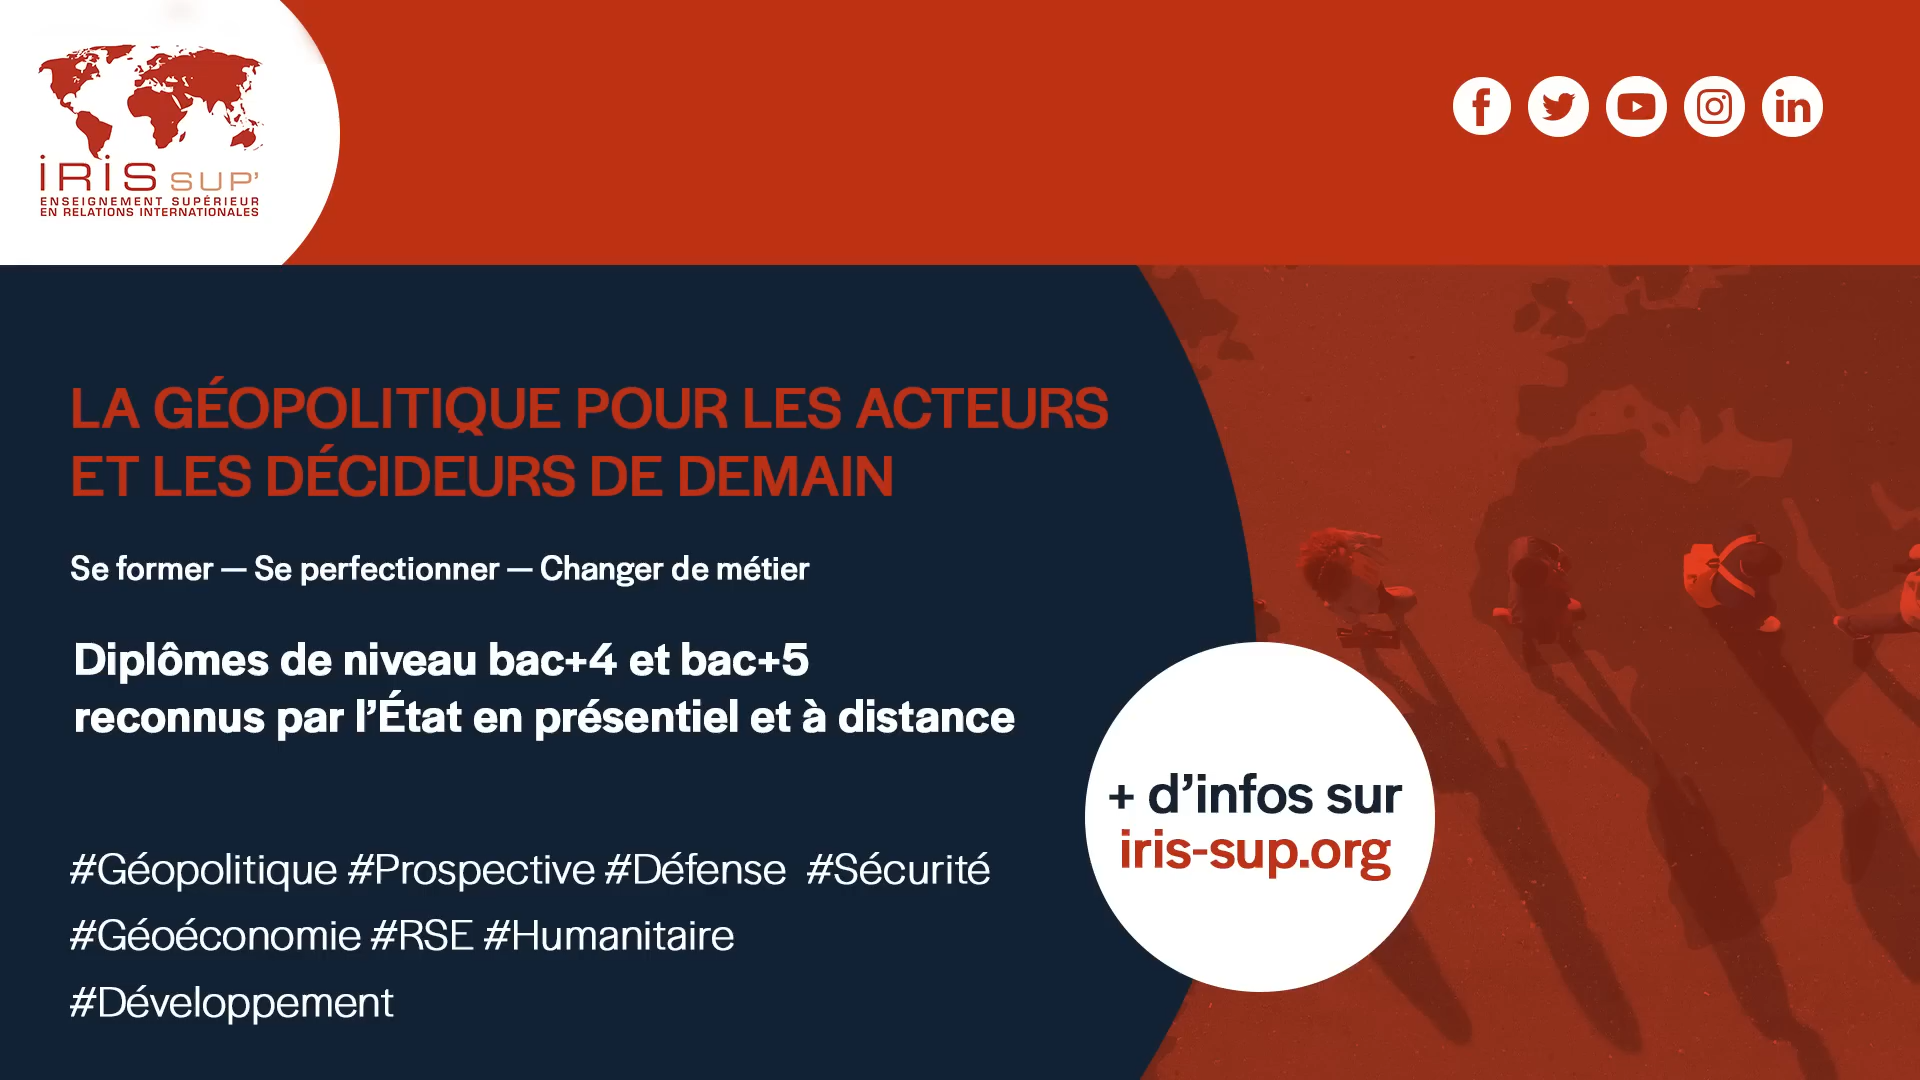 iRiS SUP'
ENSEIGNEMENT SUPÉRIEUR
EN RELATIONS INTERNATIONALES
LA GÉOPOLITIQUE POUR LES ACTEURS
ET LES DÉCIDEURS DE DEMAIN
Se former — Se perfectionner — Changer de métier
Diplômes de niveau bac+4 et bac+5
reconnus par l’État en présentiel et à distance
+ d’infos sur
iris-sup.org
#Géopolitique #Prospective #Défense #Sécurité
#Géoéconomie #RSE #Humanitaire
#Développement